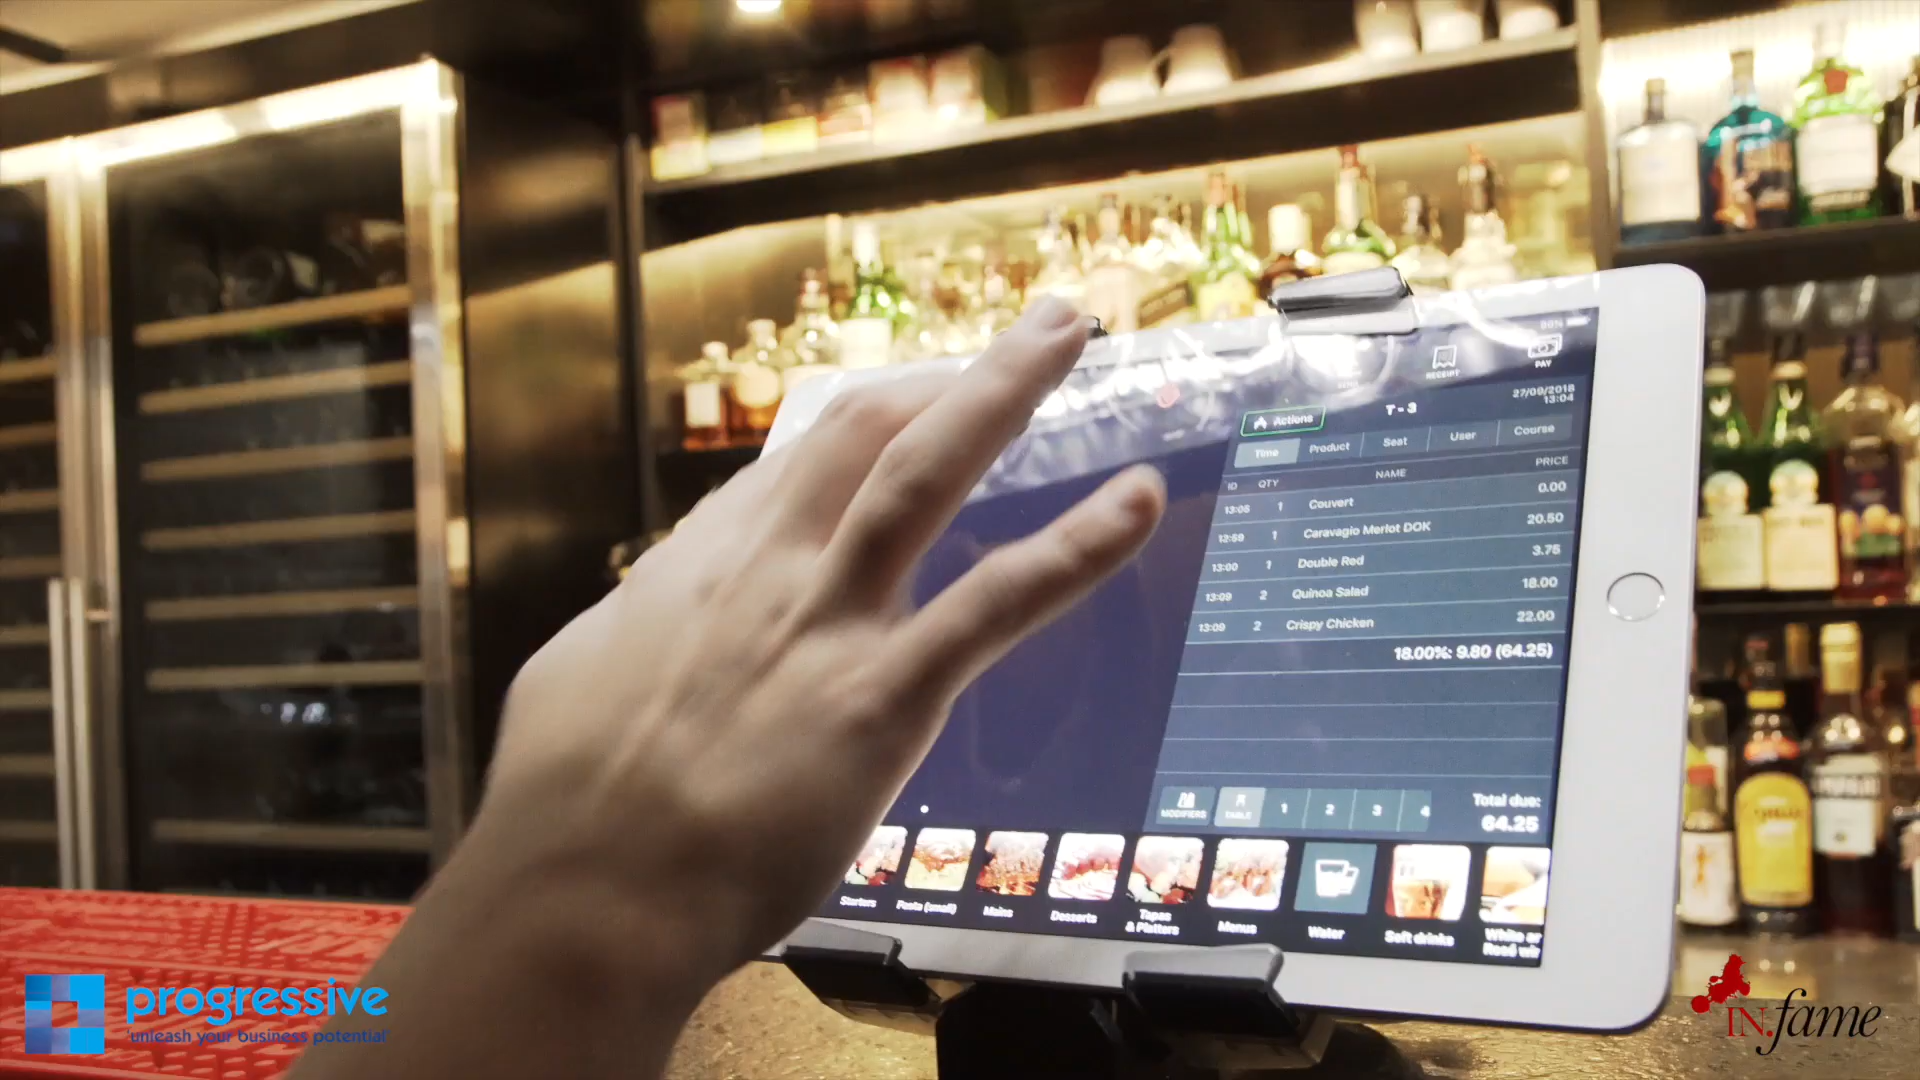 99%
RECEIPT
PAY
27/09/2018
13:04
Actions
T - 3
Time Product Seat User Course
ID QTY NAME PRICE
13:06 1 Couvert 0.00
12:59 1 Caravagio Merlot DOK 20.50
13:00 1 Double Red 3.75
13:09 2 Quinoa Salad 18.00
13:09 2 Crispy Chicken 22.00
18.00%: 9.80 (64.25)
MODIFIERS TABLE 1 2 3 4
Total due:
64.25
Starters Pasta (small) Mains Desserts Tapas & Platters Menus Water Soft drinks White or
progressive
'unleash your business potential'
IN.fame